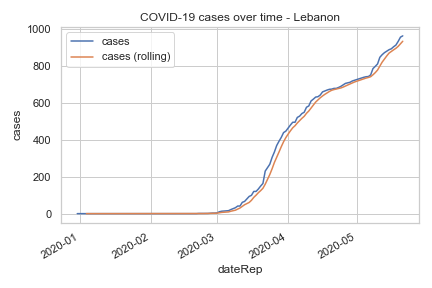 COVID-19 cases over time - Lebanon
cases
cases (rolling)
1000
800
600
400
200
0
cases
2020-01
2020-02
2020-03
2020-04
2020-05
dateRep